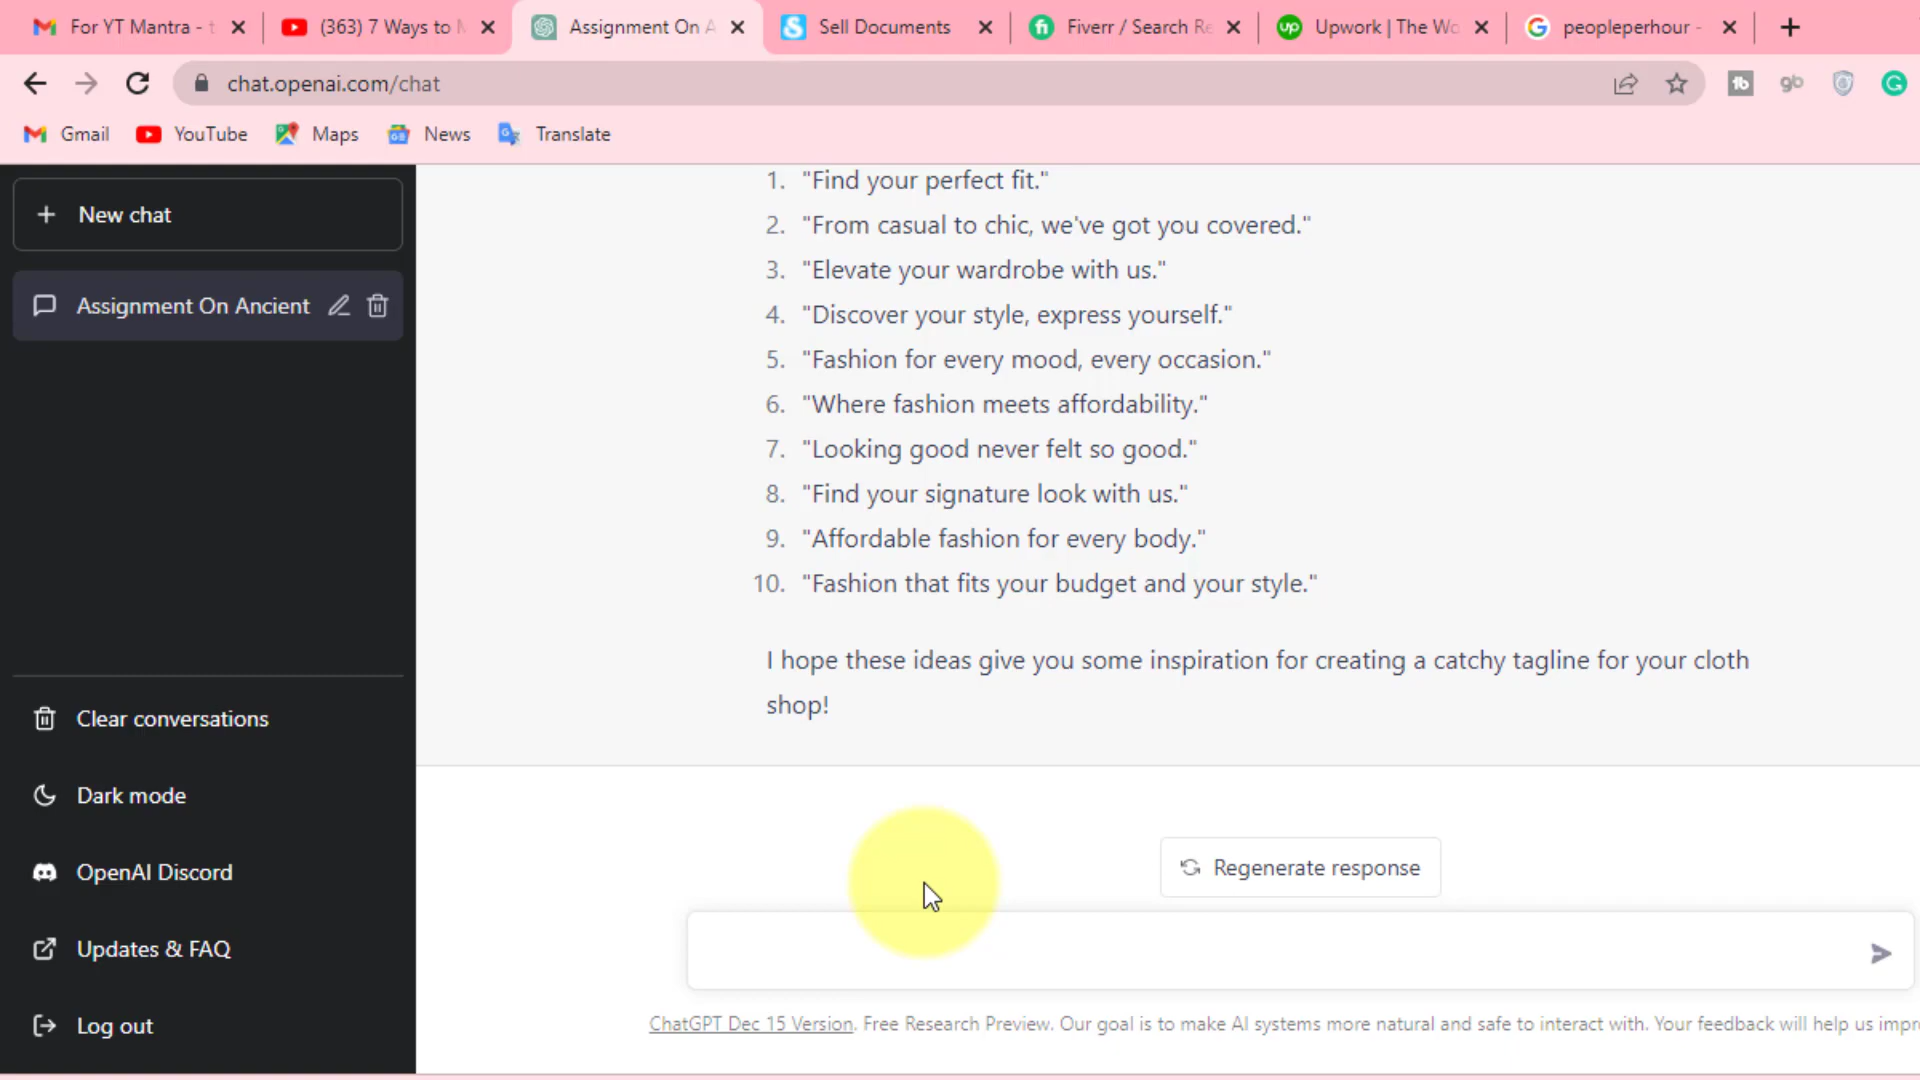 For YT Mantra - t
(363) 7 Ways to M
Assignment On A
Sell Documents
Fiverr / Search Re
up
Upwork | The Wo
peopleperhour -
chat.openai.com/chat
tb
gb
Gmail
YouTube
Maps
News
Translate
New chat
Assignment On Ancient
Clear conversations
Dark mode
OpenAI Discord
Updates & FAQ
Log out
1. "Find your perfect fit."
2. "From casual to chic, we've got you covered."
3. "Elevate your wardrobe with us."
4. "Discover your style, express yourself."
5. "Fashion for every mood, every occasion."
6. "Where fashion meets affordability."
7. "Looking good never felt so good."
8. "Find your signature look with us."
9. "Affordable fashion for every body."
10. "Fashion that fits your budget and your style."
I hope these ideas give you some inspiration for creating a catchy tagline for your cloth
shop!
Regenerate response
ChatGPT Dec 15 Version. Free Research Preview. Our goal is to make AI systems more natural and safe to interact with. Your feedback will help us impr